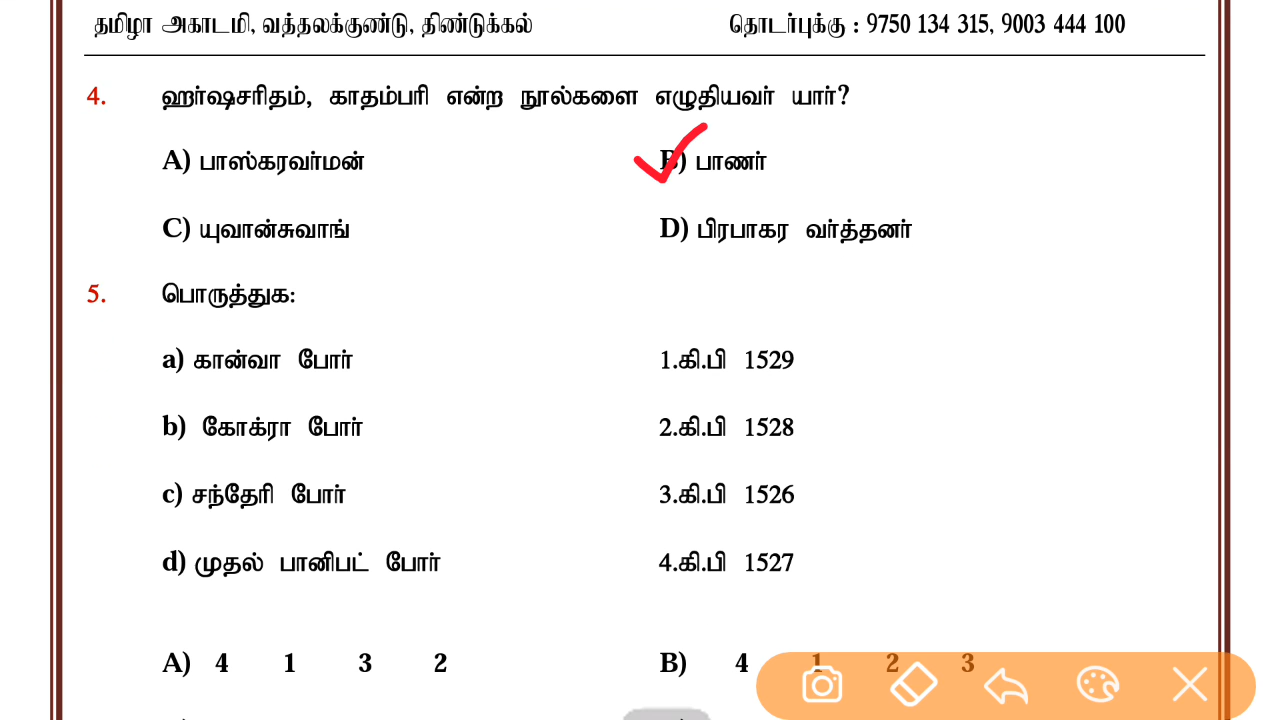 தமிழா அகாடமி, வத்தலக்குண்டு, திண்டுக்கல் தொடர்புக்கு : 9750 134 315, 9003 444 100
4. ஹர்ஷசரிதம், காதம்பரி என்ற நூல்களை எழுதியவர் யார்?
A) பாஸ்கரவர்மன் B) பாணர்
C) யுவான்சுவாங் D) பிரபாகர வர்த்தனர்
5. பொருத்துக:
a) கான்வா போர் 1.கி.பி 1529
b) கோக்ரா போர் 2.கி.பி 1528
c) சந்தேரி போர் 3.கி.பி 1526
d) முதல் பானிபட் போர் 4.கி.பி 1527
A) 4 1 3 2 B) 4 1 2 3